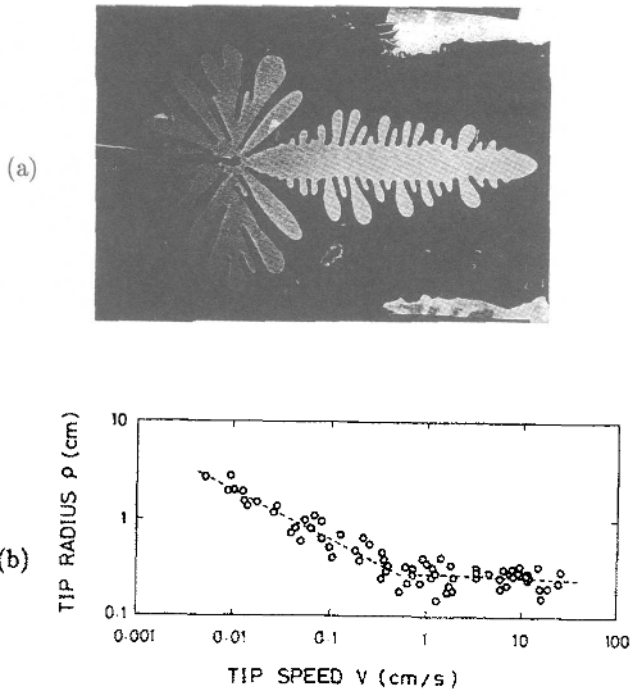 (a)
(b)
TIP RADIUS ρ (cm)
10
1
0.1
0.001
0.01
0.1
1
10
100
TIP SPEED V (cm/s)